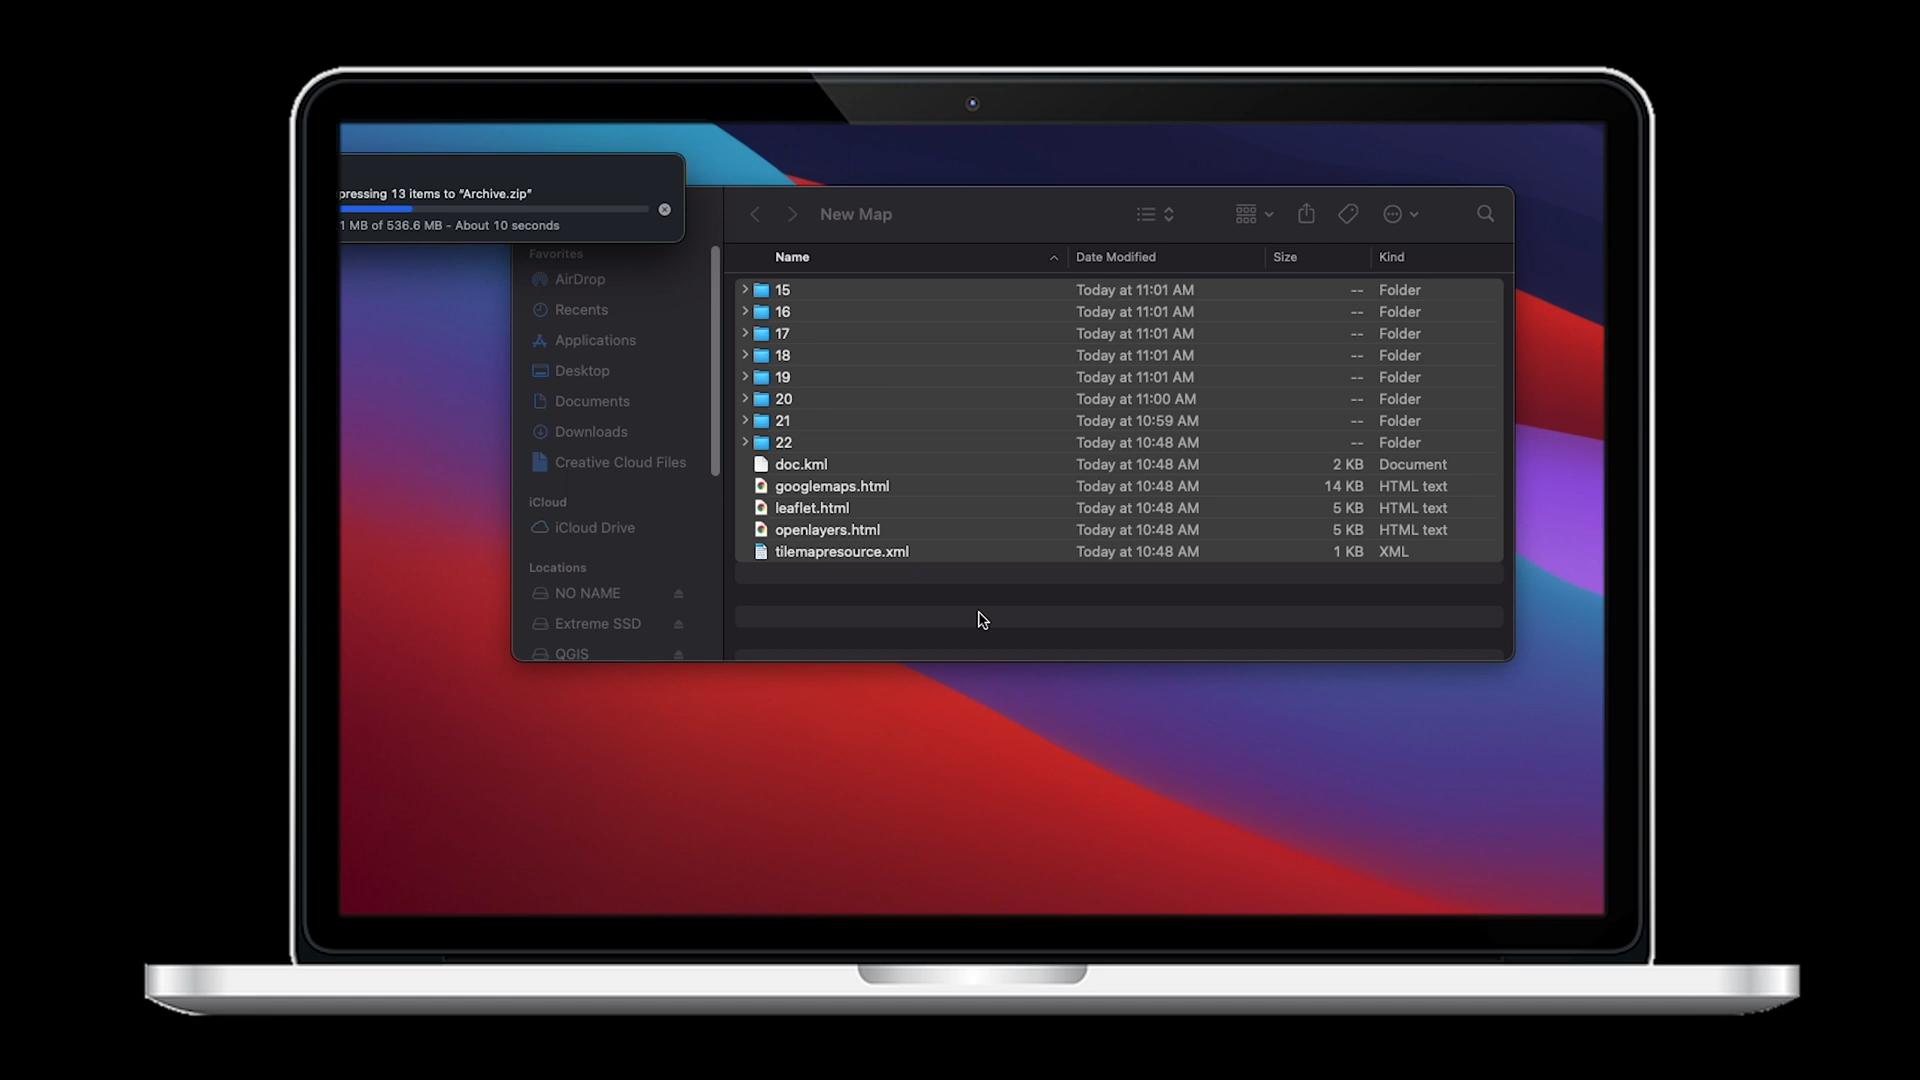 pressing 13 items to "Archive.zip"
1 MB of 536.6 MB - About 10 seconds
New Map
Favorites
AirDrop
Recents
Applications
Desktop
Documents
Downloads
Creative Cloud Files
iCloud
iCloud Drive
Locations
NO NAME
Extreme SSD
QGIS
Name Date Modified Size Kind
15 Today at 11:01 AM -- Folder
16 Today at 11:01 AM -- Folder
17 Today at 11:01 AM -- Folder
18 Today at 11:01 AM -- Folder
19 Today at 11:01 AM -- Folder
20 Today at 11:00 AM -- Folder
21 Today at 10:59 AM -- Folder
22 Today at 10:48 AM -- Folder
doc.kml Today at 10:48 AM 2 KB Document
googlemaps.html Today at 10:48 AM 14 KB HTML text
leaflet.html Today at 10:48 AM 5 KB HTML text
openlayers.html Today at 10:48 AM 5 KB HTML text
tilemapresource.xml Today at 10:48 AM 1 KB XML